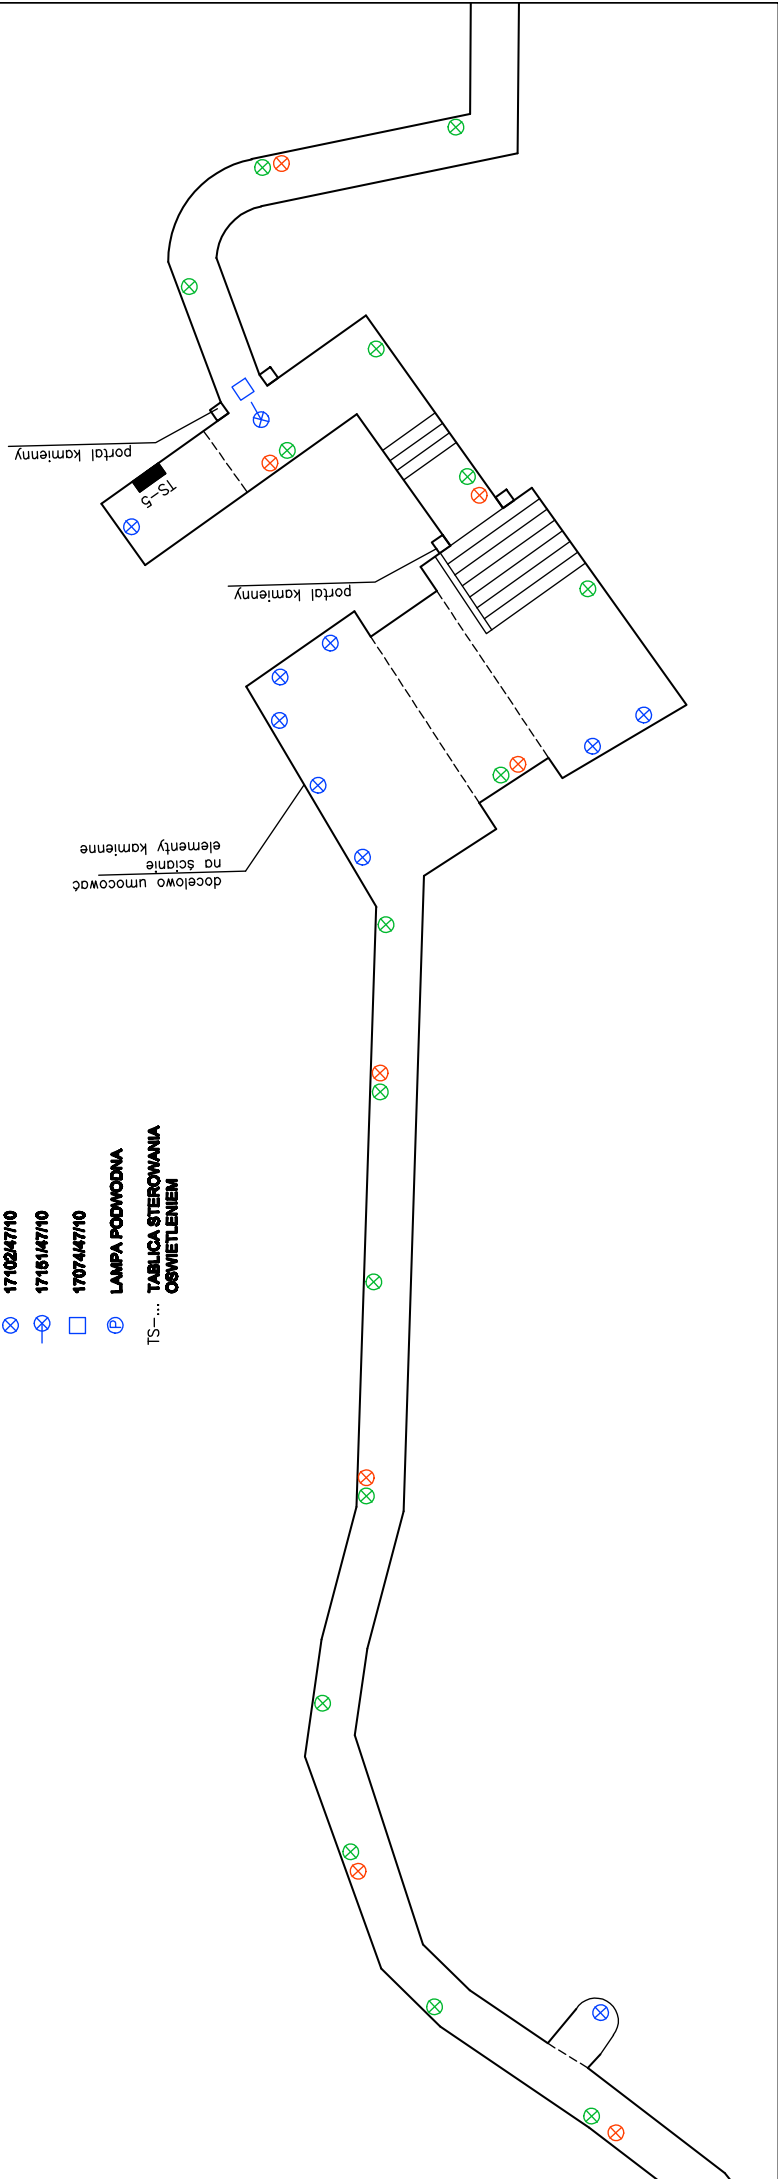 portal kamienny
TS-5
portal kamienny
docelowo umocować
na ścianie
elementy kamienne
17102/47/10
17151/47/10
17074/47/10
P LAMPA PODWODNA
TS-... TABLICA STEROWANIA
OSWIETLENIEM